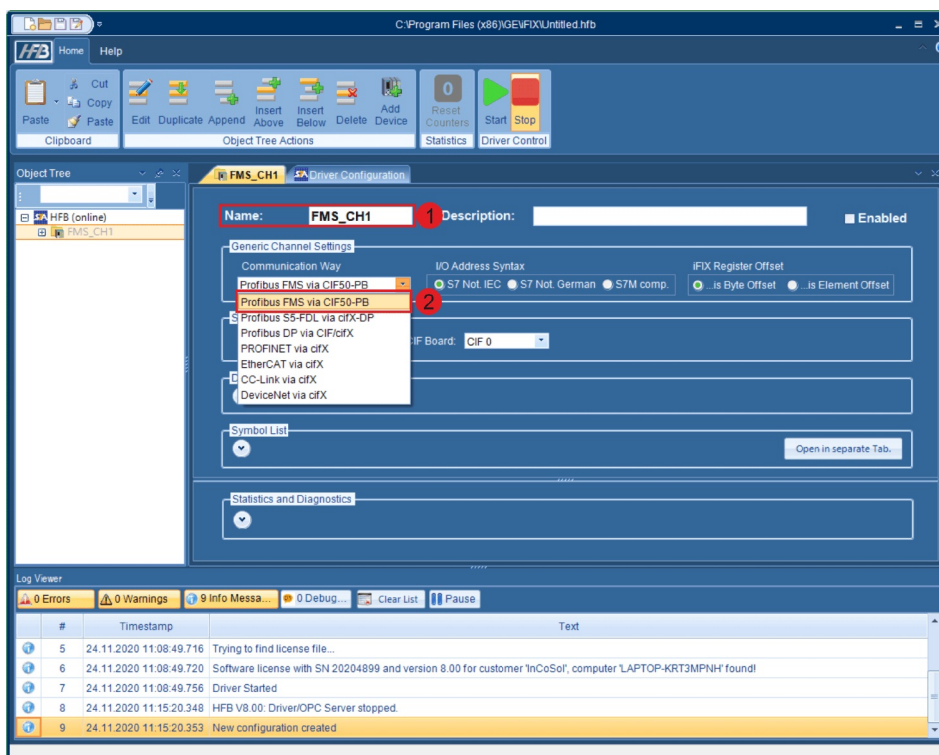 C:\Program Files (x86)\GE\iFIX\Untitled.hfb
HFB Home Help
Paste
Cut
Copy
Paste
Edit Duplicate Append Insert Above Insert Below Delete Add Device
0
Reset Counters
Start Stop
Clipboard Object Tree Actions Statistics Driver Control
Object Tree
FMS_CH1 Driver Configuration
HFB (online)
FMS_CH1
Name: FMS_CH1 1 Description: Enabled
Generic Channel Settings
Communication Way I/O Address Syntax iFIX Register Offset
Profibus FMS via CIF50-PB S7 Not. IEC S7 Not. German S7M comp. ...is Byte Offset ...is Element Offset
Profibus FMS via CIF50-PB 2
Profibus S5-FDL via cifX-DP
Profibus DP via CIF/cifX
PROFINET via cifX
EtherCAT via cifX
CC-Link via cifX
DeviceNet via cifX
Board: CIF 0
Symbol List
Open in separate Tab.
Statistics and Diagnostics
Log Viewer
0 Errors 0 Warnings 9 Info Messa... 0 Debug... Clear List Pause
# Timestamp Text
5 24.11.2020 11:08:49.716 Trying to find license file...
6 24.11.2020 11:08:49.720 Software license with SN 20204899 and version 8.00 for customer 'InCoSol', computer 'LAPTOP-KRT3MPNH' found!
7 24.11.2020 11:08:49.756 Driver Started
8 24.11.2020 11:15:20.348 HFB V8.00: Driver/OPC Server stopped.
9 24.11.2020 11:15:20.353 New configuration created